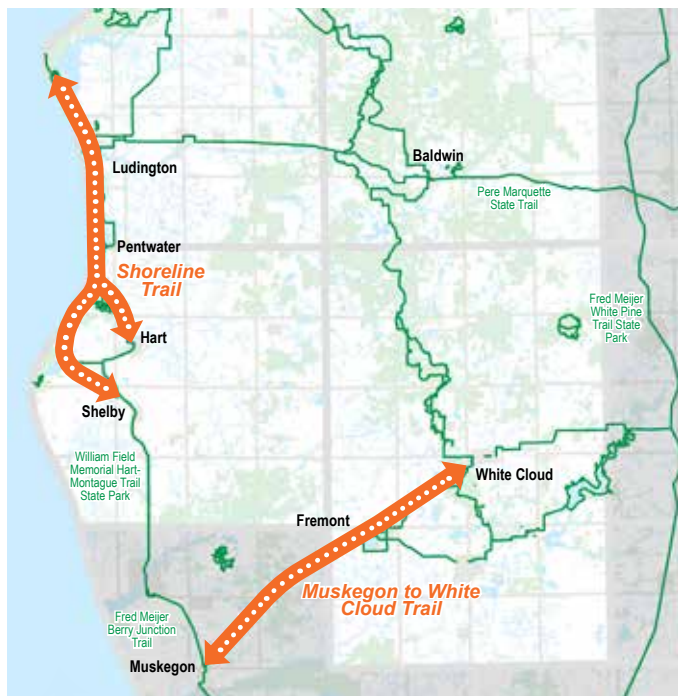 Ludington
Baldwin
Pere Marquette
State Trail
Pentwater
Shoreline
Trail
Fred Meijer
White Pine
Trail State
Park
Hart
Shelby
William Field
Memorial Hart-
Montague Trail
State Park
White Cloud
Fremont
Muskegon to White
Cloud Trail
Fred Meijer
Berry Junction
Trail
Muskegon